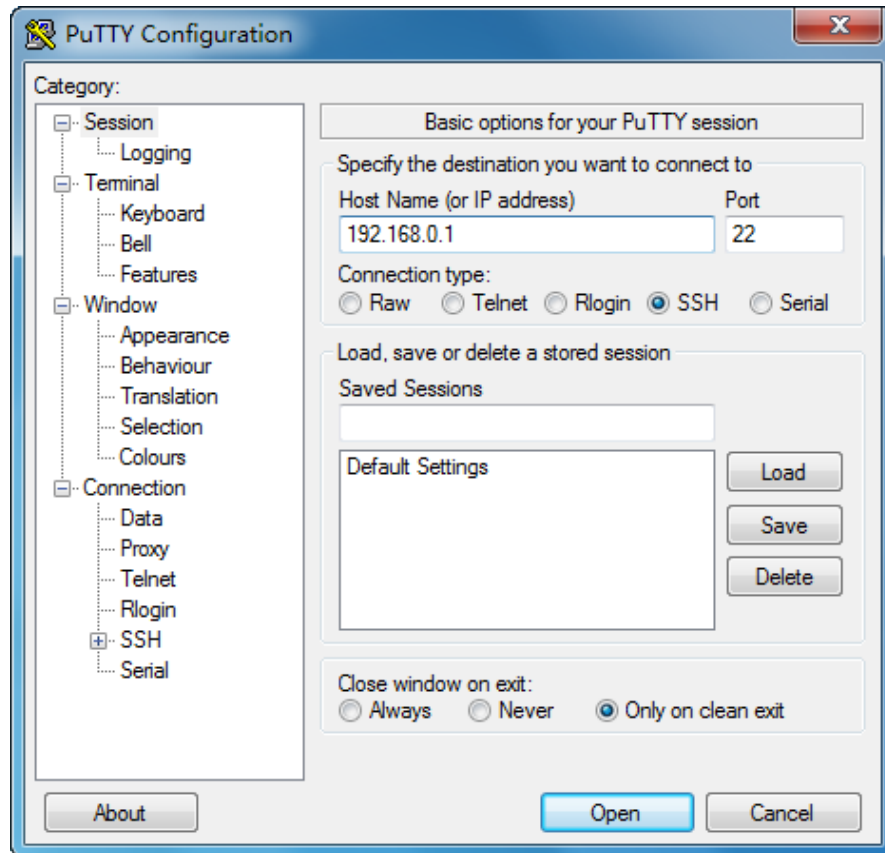 PuTTY Configuration
Category:
Session
Logging
Terminal
Keyboard
Bell
Features
Window
Appearance
Behaviour
Translation
Selection
Colours
Connection
Data
Proxy
Telnet
Rlogin
SSH
Serial
Basic options for your PuTTY session
Specify the destination you want to connect to
Host Name (or IP address) Port
192.168.0.1 22
Connection type:
Raw Telnet Rlogin SSH Serial
Load, save or delete a stored session
Saved Sessions
Default Settings
Load
Save
Delete
Close window on exit:
Always Never Only on clean exit
About Open Cancel